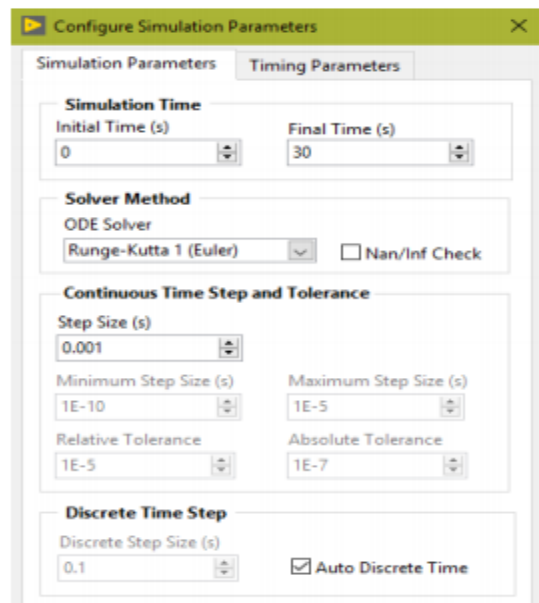 Configure Simulation Parameters
Simulation Parameters Timing Parameters
Simulation Time
Initial Time (s) Final Time (s)
0 30
Solver Method
ODE Solver
Runge-Kutta 1 (Euler) Nan/Inf Check
Continuous Time Step and Tolerance
Step Size (s)
0.001
Minimum Step Size (s) Maximum Step Size (s)
1E-10 1E-5
Relative Tolerance Absolute Tolerance
1E-5 1E-7
Discrete Time Step
Discrete Step Size (s)
0.1 Auto Discrete Time